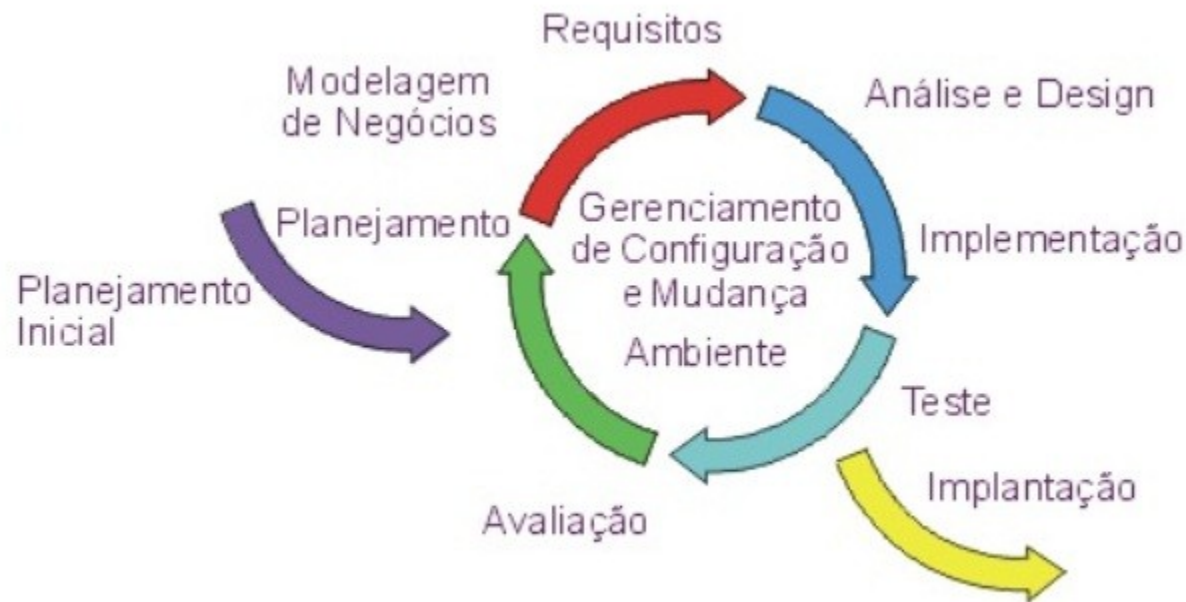 Requisitos
Modelagem
de Negócios
Análise e Design
Planejamento
Gerenciamento
de Configuração
e Mudança
Implementação
Planejamento
Inicial
Ambiente
Teste
Implantação
Avaliação